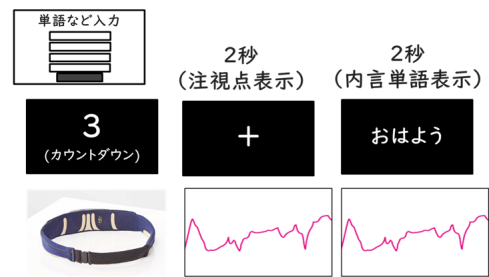 単語など入力
2秒
(注視点表示)
2秒
(内言単語表示)
3
(カウントダウン)
+
おはよう